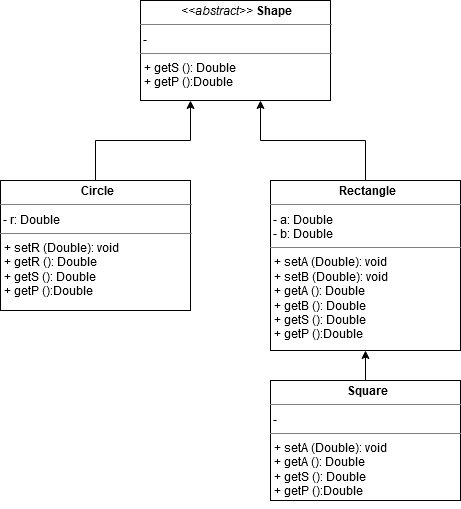 <<abstract>> Shape
-
+ getS (): Double
+ getP ():Double
Circle
- r: Double
+ setR (Double): void
+ getR (): Double
+ getS (): Double
+ getP ():Double
Rectangle
- a: Double
- b: Double
+ setA (Double): void
+ setB (Double): void
+ getA (): Double
+ getB (): Double
+ getS (): Double
+ getP ():Double
Square
-
+ setA (Double): void
+ getA (): Double
+ getS (): Double
+ getP ():Double